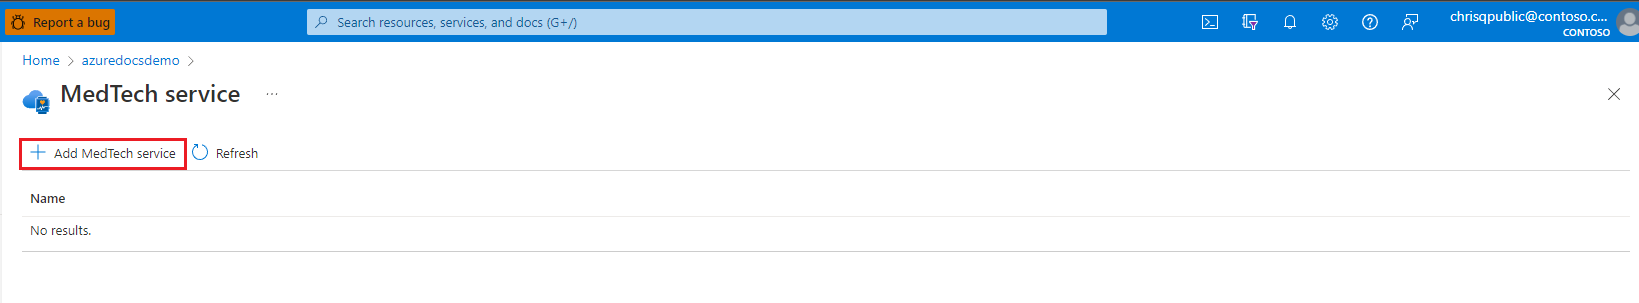 Report a bug
Search resources, services, and docs (G+/)
chrisqpublic@contoso.c...
CONTOSO
Home > azuredocsdemo >
MedTech service ...
Add MedTech service Refresh
Name
No results.